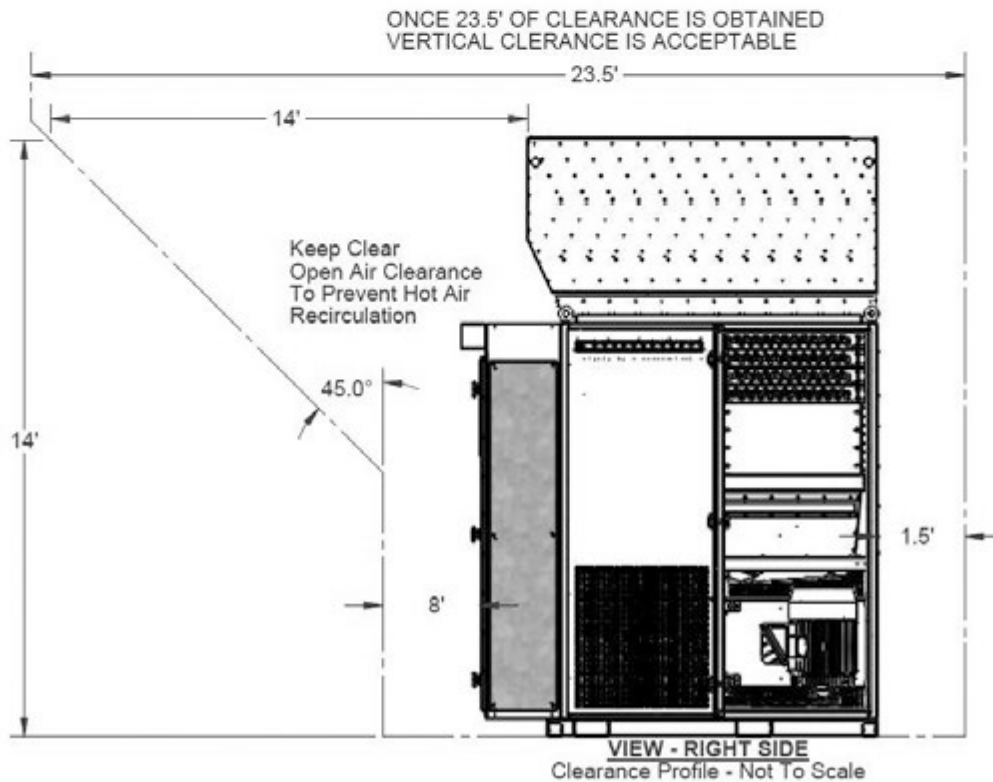 ONCE 23.5' OF CLEARANCE IS OBTAINED
VERTICAL CLERANCE IS ACCEPTABLE
23.5'
14'
Keep Clear
Open Air Clearance
To Prevent Hot Air
Recirculation
45.0°
14'
1.5'
8'
VIEW - RIGHT SIDE
Clearance Profile - Not To Scale